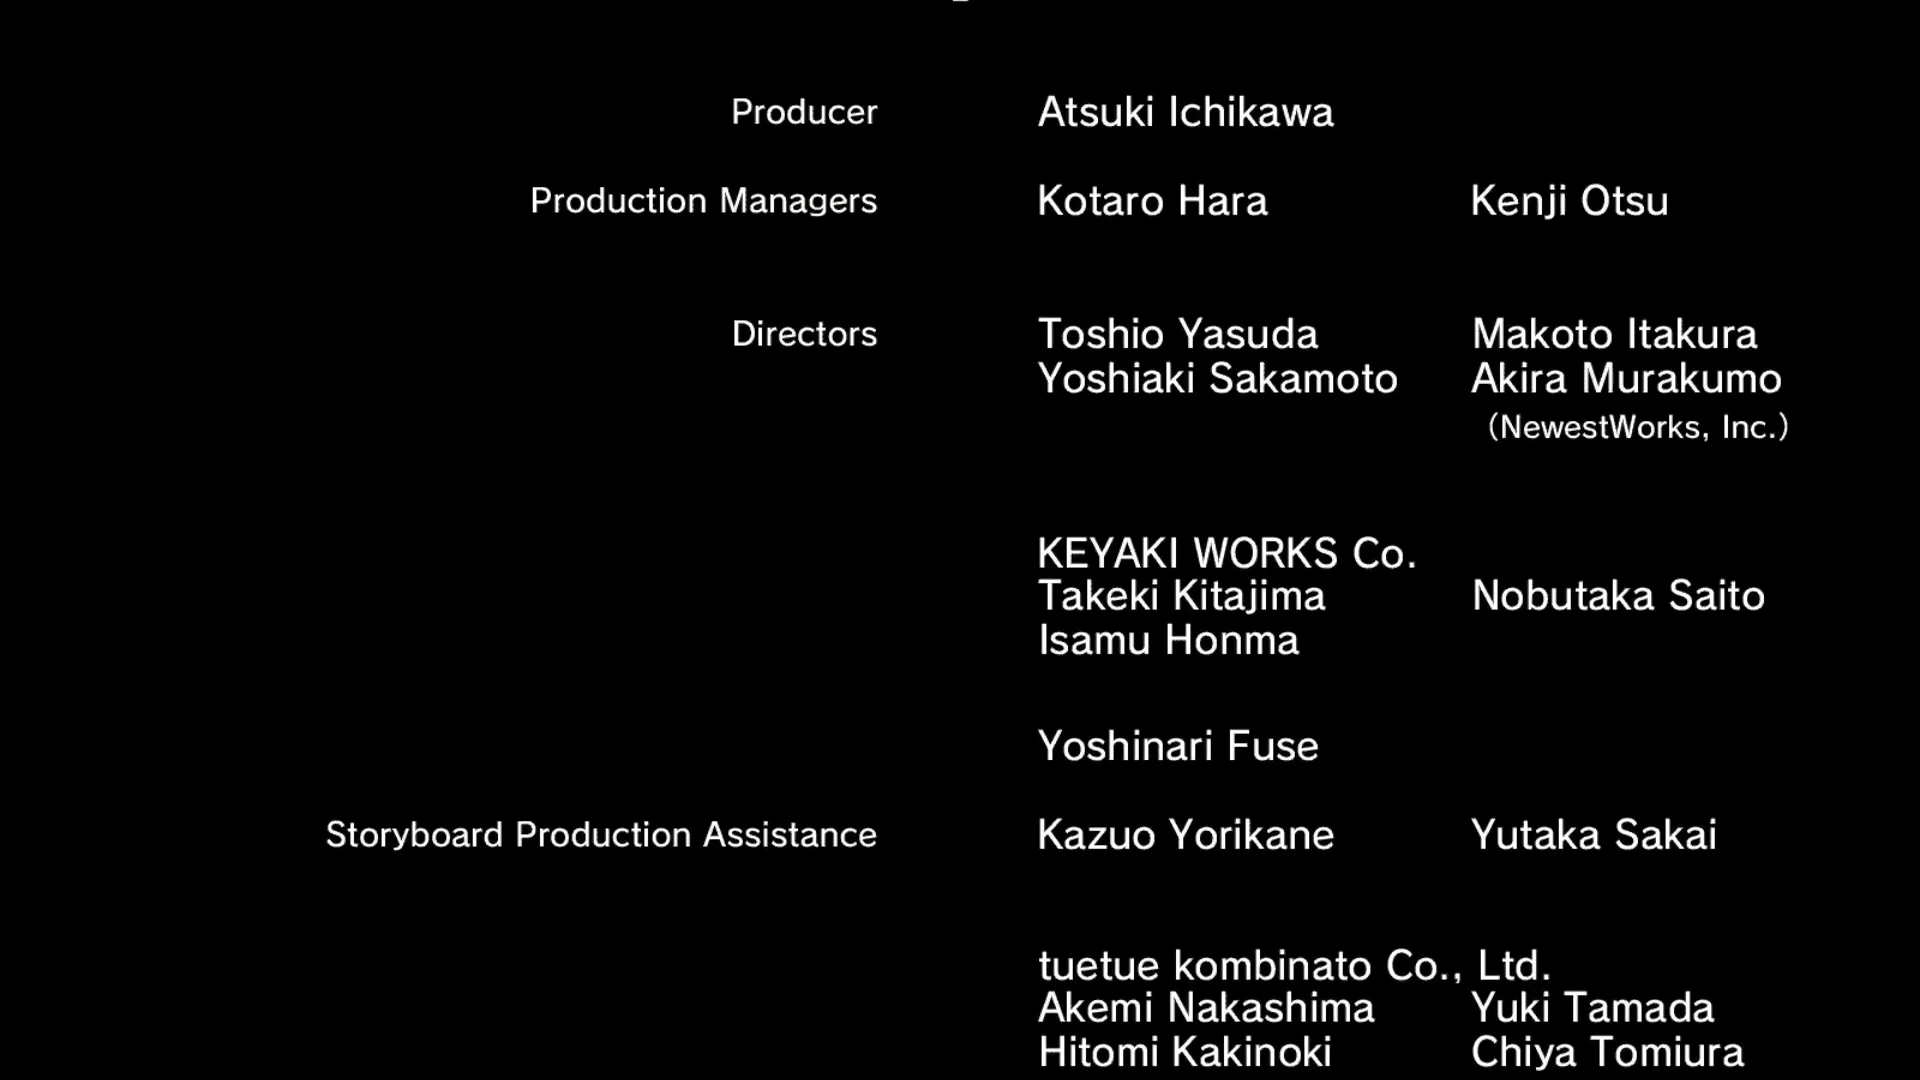 Producer Atsuki Ichikawa
Production Managers Kotaro Hara Kenji Otsu
Directors Toshio Yasuda Makoto Itakura
Yoshiaki Sakamoto Akira Murakumo
(NewestWorks, Inc.)
KEYAKI WORKS Co.
Takeki Kitajima Nobutaka Saito
Isamu Honma
Yoshinari Fuse
Storyboard Production Assistance Kazuo Yorikane Yutaka Sakai
tuetue kombinato Co., Ltd.
Akemi Nakashima Yuki Tamada
Hitomi Kakinoki Chiya Tomiura